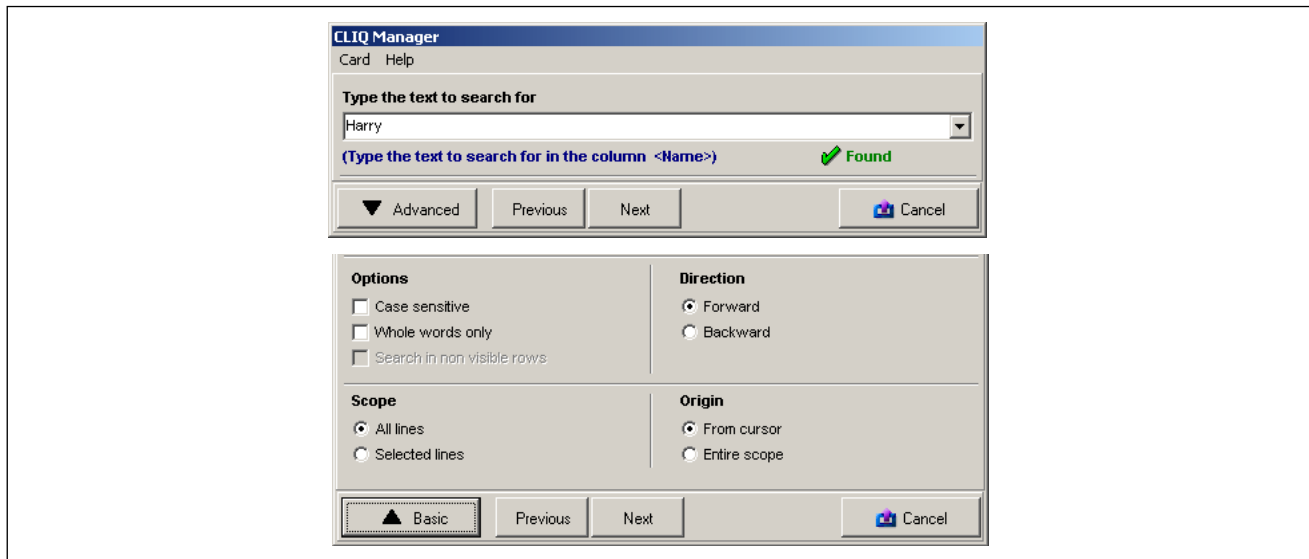 CLIQ Manager
Card Help
Type the text to search for
Harry
(Type the text to search for in the column <Name>) Found
Advanced Previous Next Cancel
Options
Case sensitive
Whole words only
Search in non visible rows
Direction
Forward
Backward
Scope
All lines
Selected lines
Origin
From cursor
Entire scope
Basic Previous Next Cancel